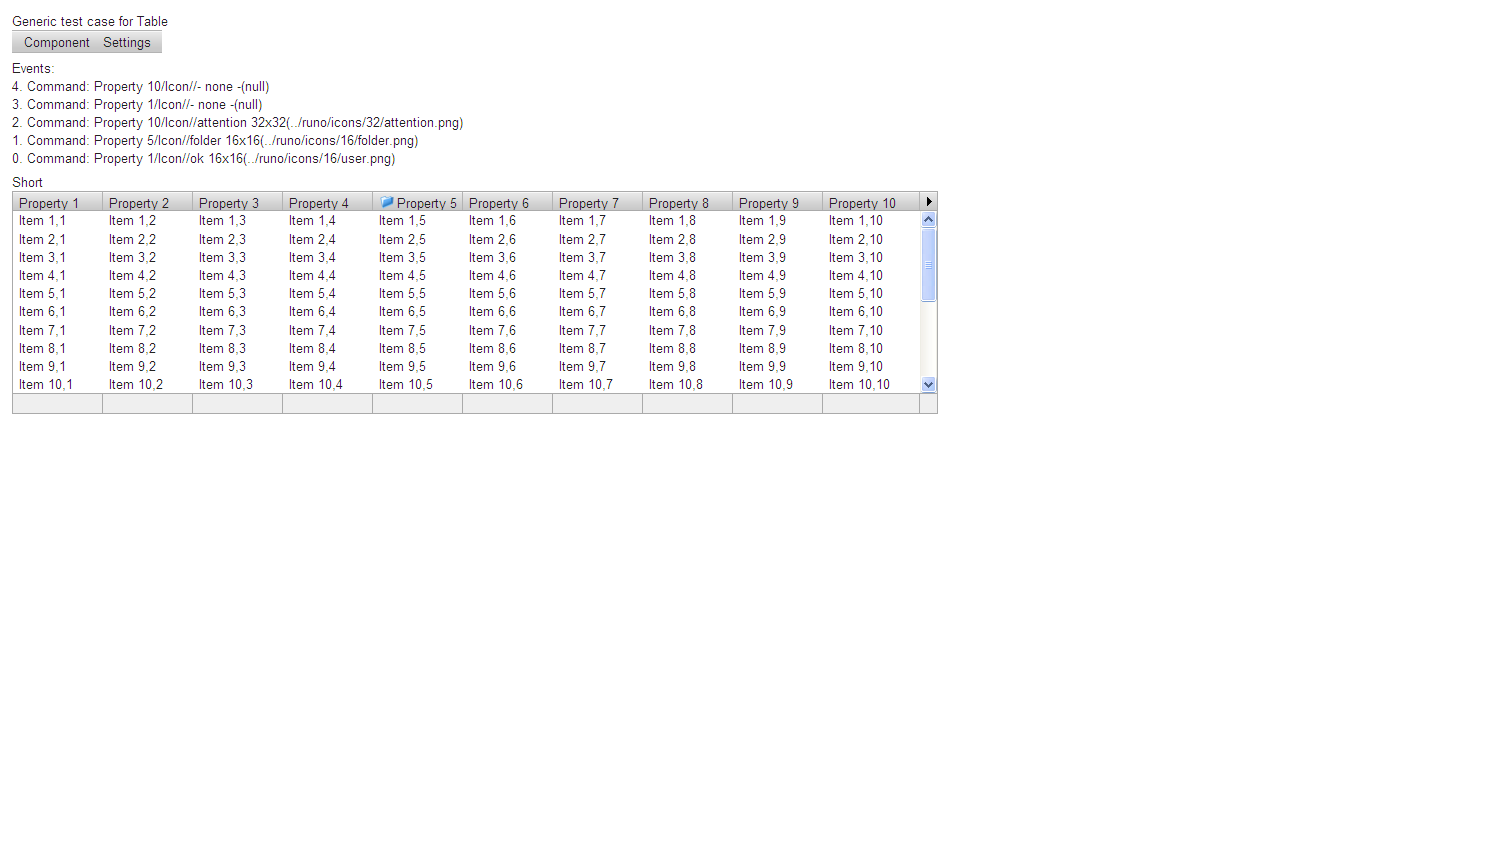 Generic test case for Table
Component Settings
Events:
4. Command: Property 10/Icon//- none -(null)
3. Command: Property 1/Icon//- none -(null)
2. Command: Property 10/Icon//attention 32x32(../runo/icons/32/attention.png)
1. Command: Property 5/Icon//folder 16x16(../runo/icons/16/folder.png)
0. Command: Property 1/Icon//ok 16x16(../runo/icons/16/user.png)
Short
Property 1 Property 2 Property 3 Property 4 Property 5 Property 6 Property 7 Property 8 Property 9 Property 10
Item 1,1 Item 1,2 Item 1,3 Item 1,4 Item 1,5 Item 1,6 Item 1,7 Item 1,8 Item 1,9 Item 1,10
Item 2,1 Item 2,2 Item 2,3 Item 2,4 Item 2,5 Item 2,6 Item 2,7 Item 2,8 Item 2,9 Item 2,10
Item 3,1 Item 3,2 Item 3,3 Item 3,4 Item 3,5 Item 3,6 Item 3,7 Item 3,8 Item 3,9 Item 3,10
Item 4,1 Item 4,2 Item 4,3 Item 4,4 Item 4,5 Item 4,6 Item 4,7 Item 4,8 Item 4,9 Item 4,10
Item 5,1 Item 5,2 Item 5,3 Item 5,4 Item 5,5 Item 5,6 Item 5,7 Item 5,8 Item 5,9 Item 5,10
Item 6,1 Item 6,2 Item 6,3 Item 6,4 Item 6,5 Item 6,6 Item 6,7 Item 6,8 Item 6,9 Item 6,10
Item 7,1 Item 7,2 Item 7,3 Item 7,4 Item 7,5 Item 7,6 Item 7,7 Item 7,8 Item 7,9 Item 7,10
Item 8,1 Item 8,2 Item 8,3 Item 8,4 Item 8,5 Item 8,6 Item 8,7 Item 8,8 Item 8,9 Item 8,10
Item 9,1 Item 9,2 Item 9,3 Item 9,4 Item 9,5 Item 9,6 Item 9,7 Item 9,8 Item 9,9 Item 9,10
Item 10,1 Item 10,2 Item 10,3 Item 10,4 Item 10,5 Item 10,6 Item 10,7 Item 10,8 Item 10,9 Item 10,10